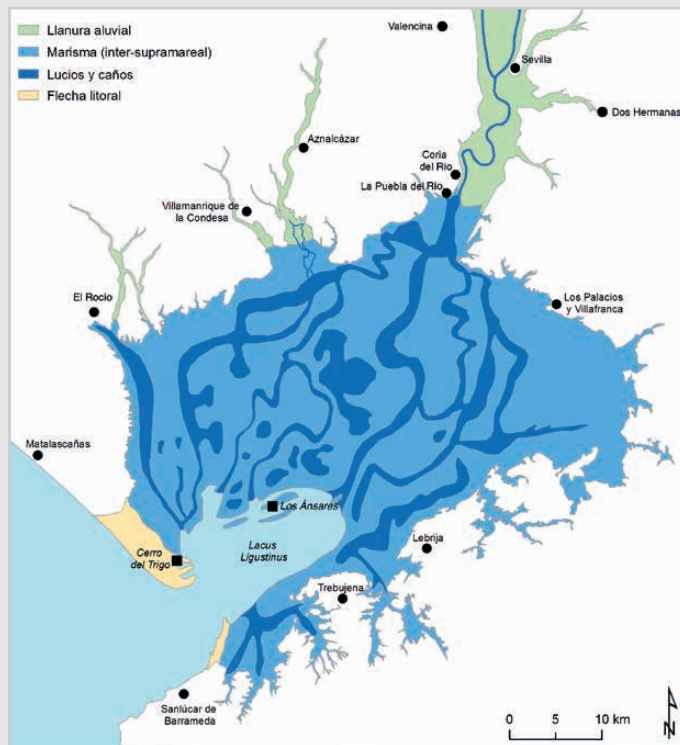 Llanura aluvial
Marisma (inter-supramareal)
Lucios y caños
Flecha litoral
Valencina
Sevilla
Dos Hermanas
Aznalcázar
Coria
del Río
La Puebla del Río
Villamanrique de
la Condesa
El Rocío
Los Palacios
y Villafranca
Matalascañas
Los Ánsares
Cerro
del Trigo
Lacus
Ligustinus
Lebrija
Trebujena
Sanlúcar de
Barrameda
0 5 10 km
N